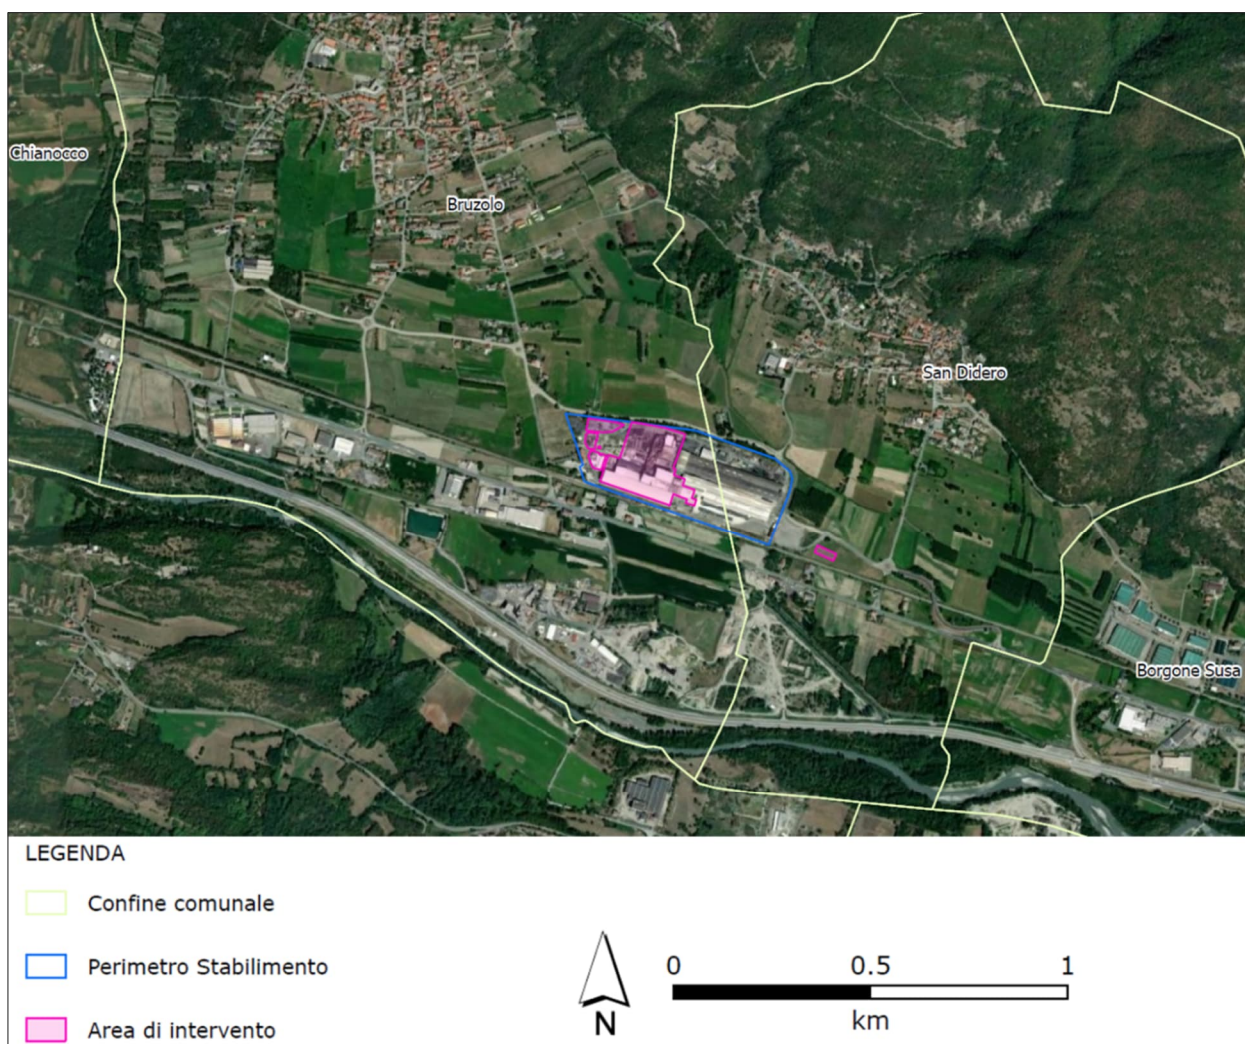 Chianocco
Bruzolo
San Didero
Borgone Susa
LEGENDA
Confine comunale
Perimetro Stabilimento
Area di intervento
N
0 0.5 1
km